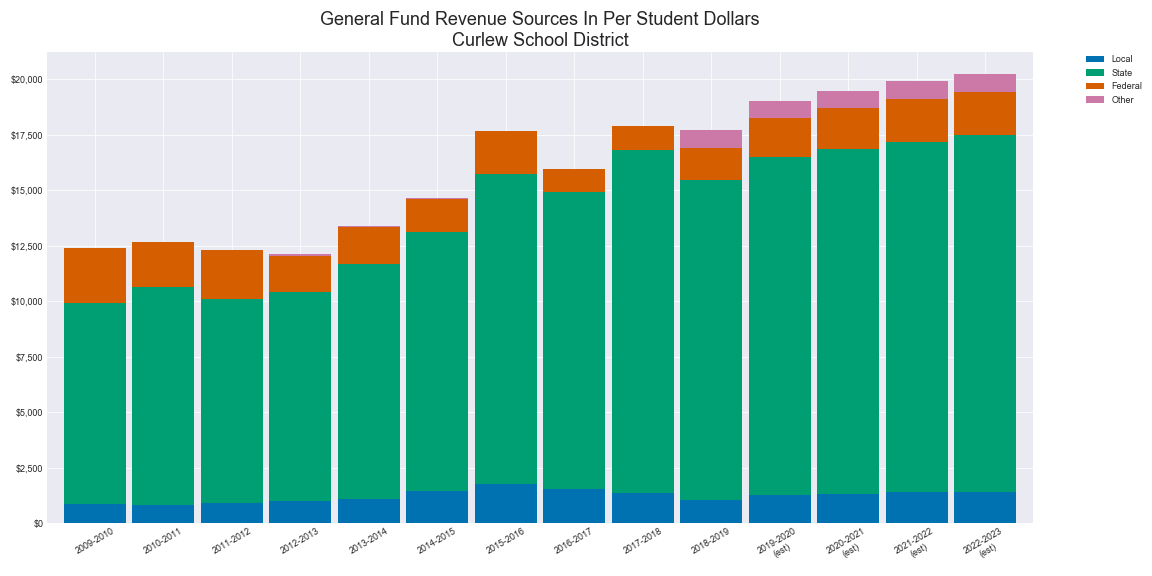 General Fund Revenue Sources In Per Student Dollars
Curlew School District
Local
State
Federal
Other
$20,000
$17,500
$15,000
$12,500
$10,000
$7,500
$5,000
$2,500
$0
2009-2010
2010-2011
2011-2012
2012-2013
2013-2014
2014-2015
2015-2016
2016-2017
2017-2018
2018-2019
2019-2020
(est)
2020-2021
(est)
2021-2022
(est)
2022-2023
(est)